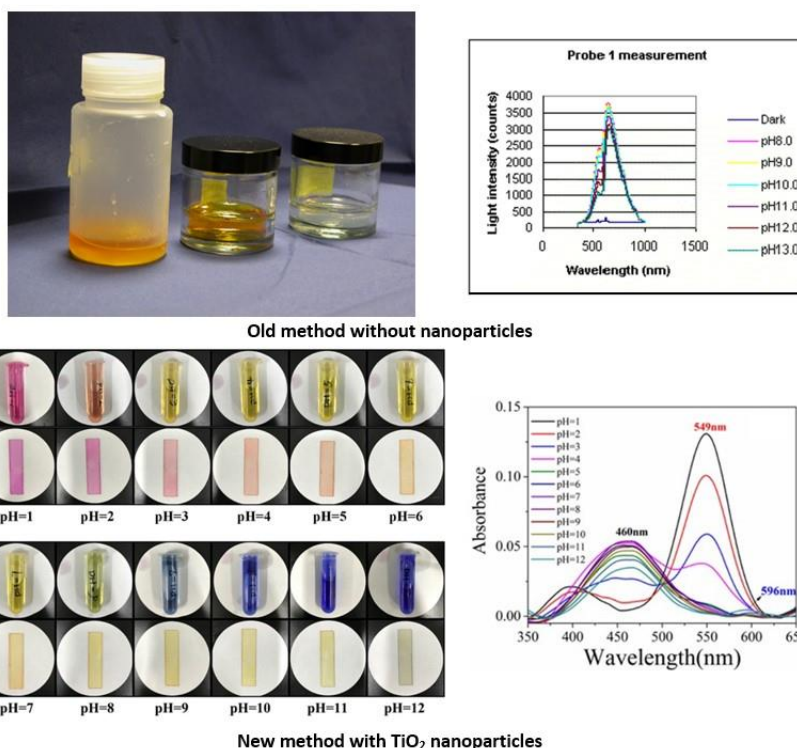 Probe 1 measurement
Light intensity (counts)
4000
3500
3000
2500
2000
1500
1000
500
0
0 500 1000 1500
Wavelength (nm)
Dark
pH8.0
pH9.0
pH10.0
pH11.0
pH12.0
pH13.0
Old method without nanoparticles
pH=1 pH=2 pH=3 pH=4 pH=5 pH=6
pH=7 pH=8 pH=9 pH=10 pH=11 pH=12
Absorbance
0.15
0.10
0.05
0.00
pH=1
pH=2
pH=3
pH=4
pH=5
pH=6
pH=7
pH=8
pH=9
pH=10
pH=11
pH=12
549nm
460nm
596nm
350 400 450 500 550 600 65
Wavelength(nm)
New method with TiO₂ nanoparticles